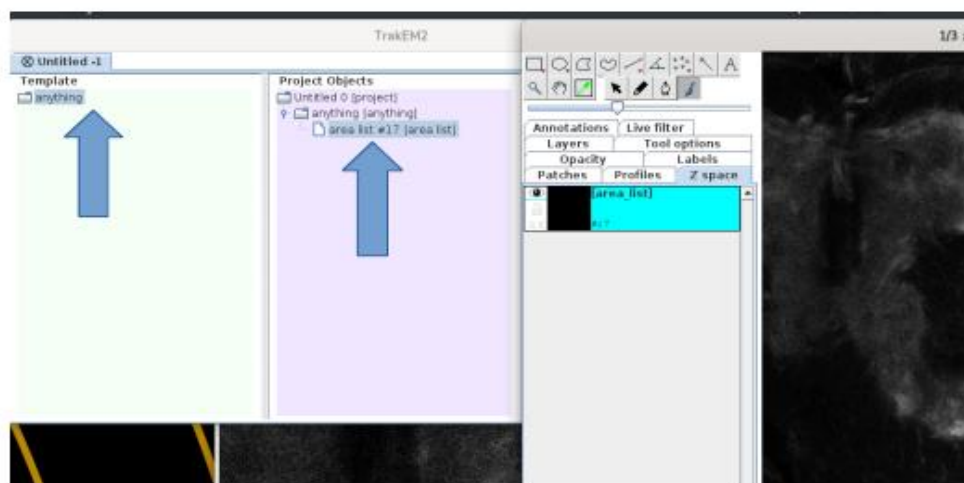 TrakEM2
1/3
Untitled -1
Template
anything
Project Objects
Untitled 0 [project]
anything [anything]
area list #17 [area list]
A
Annotations
Live filter
Layers
Tool options
Opacity
Labels
Patches
Profiles
Z space
[area_list]
#17